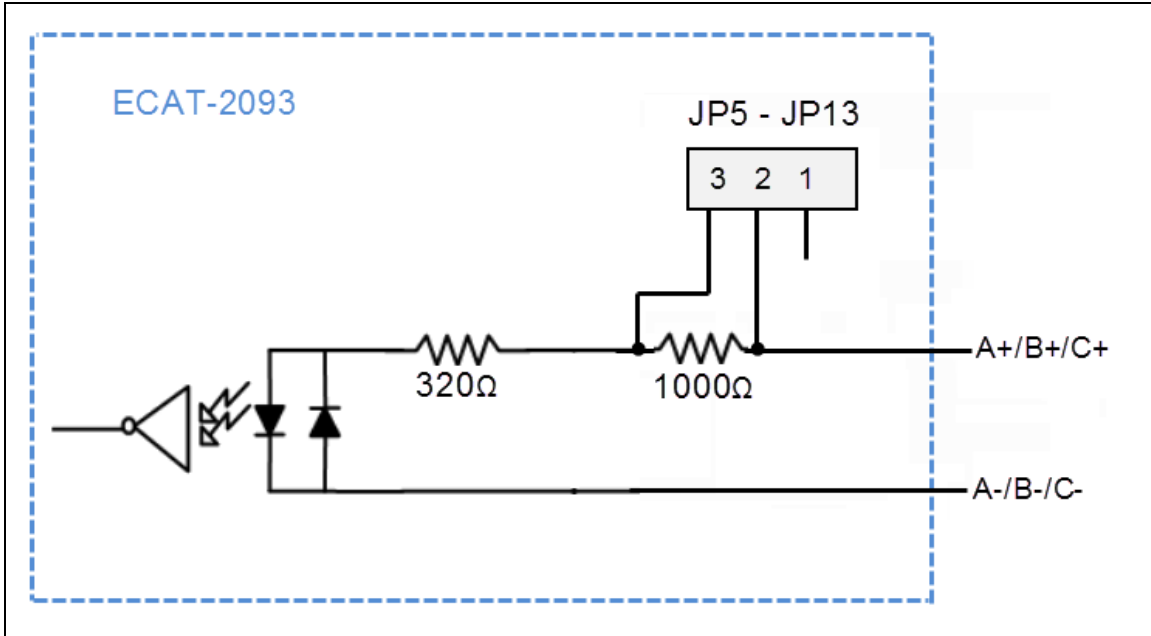 ECAT-2093
JP5 - JP13
3 2 1
A+/B+/C+
320Ω
1000Ω
A-/B-/C-